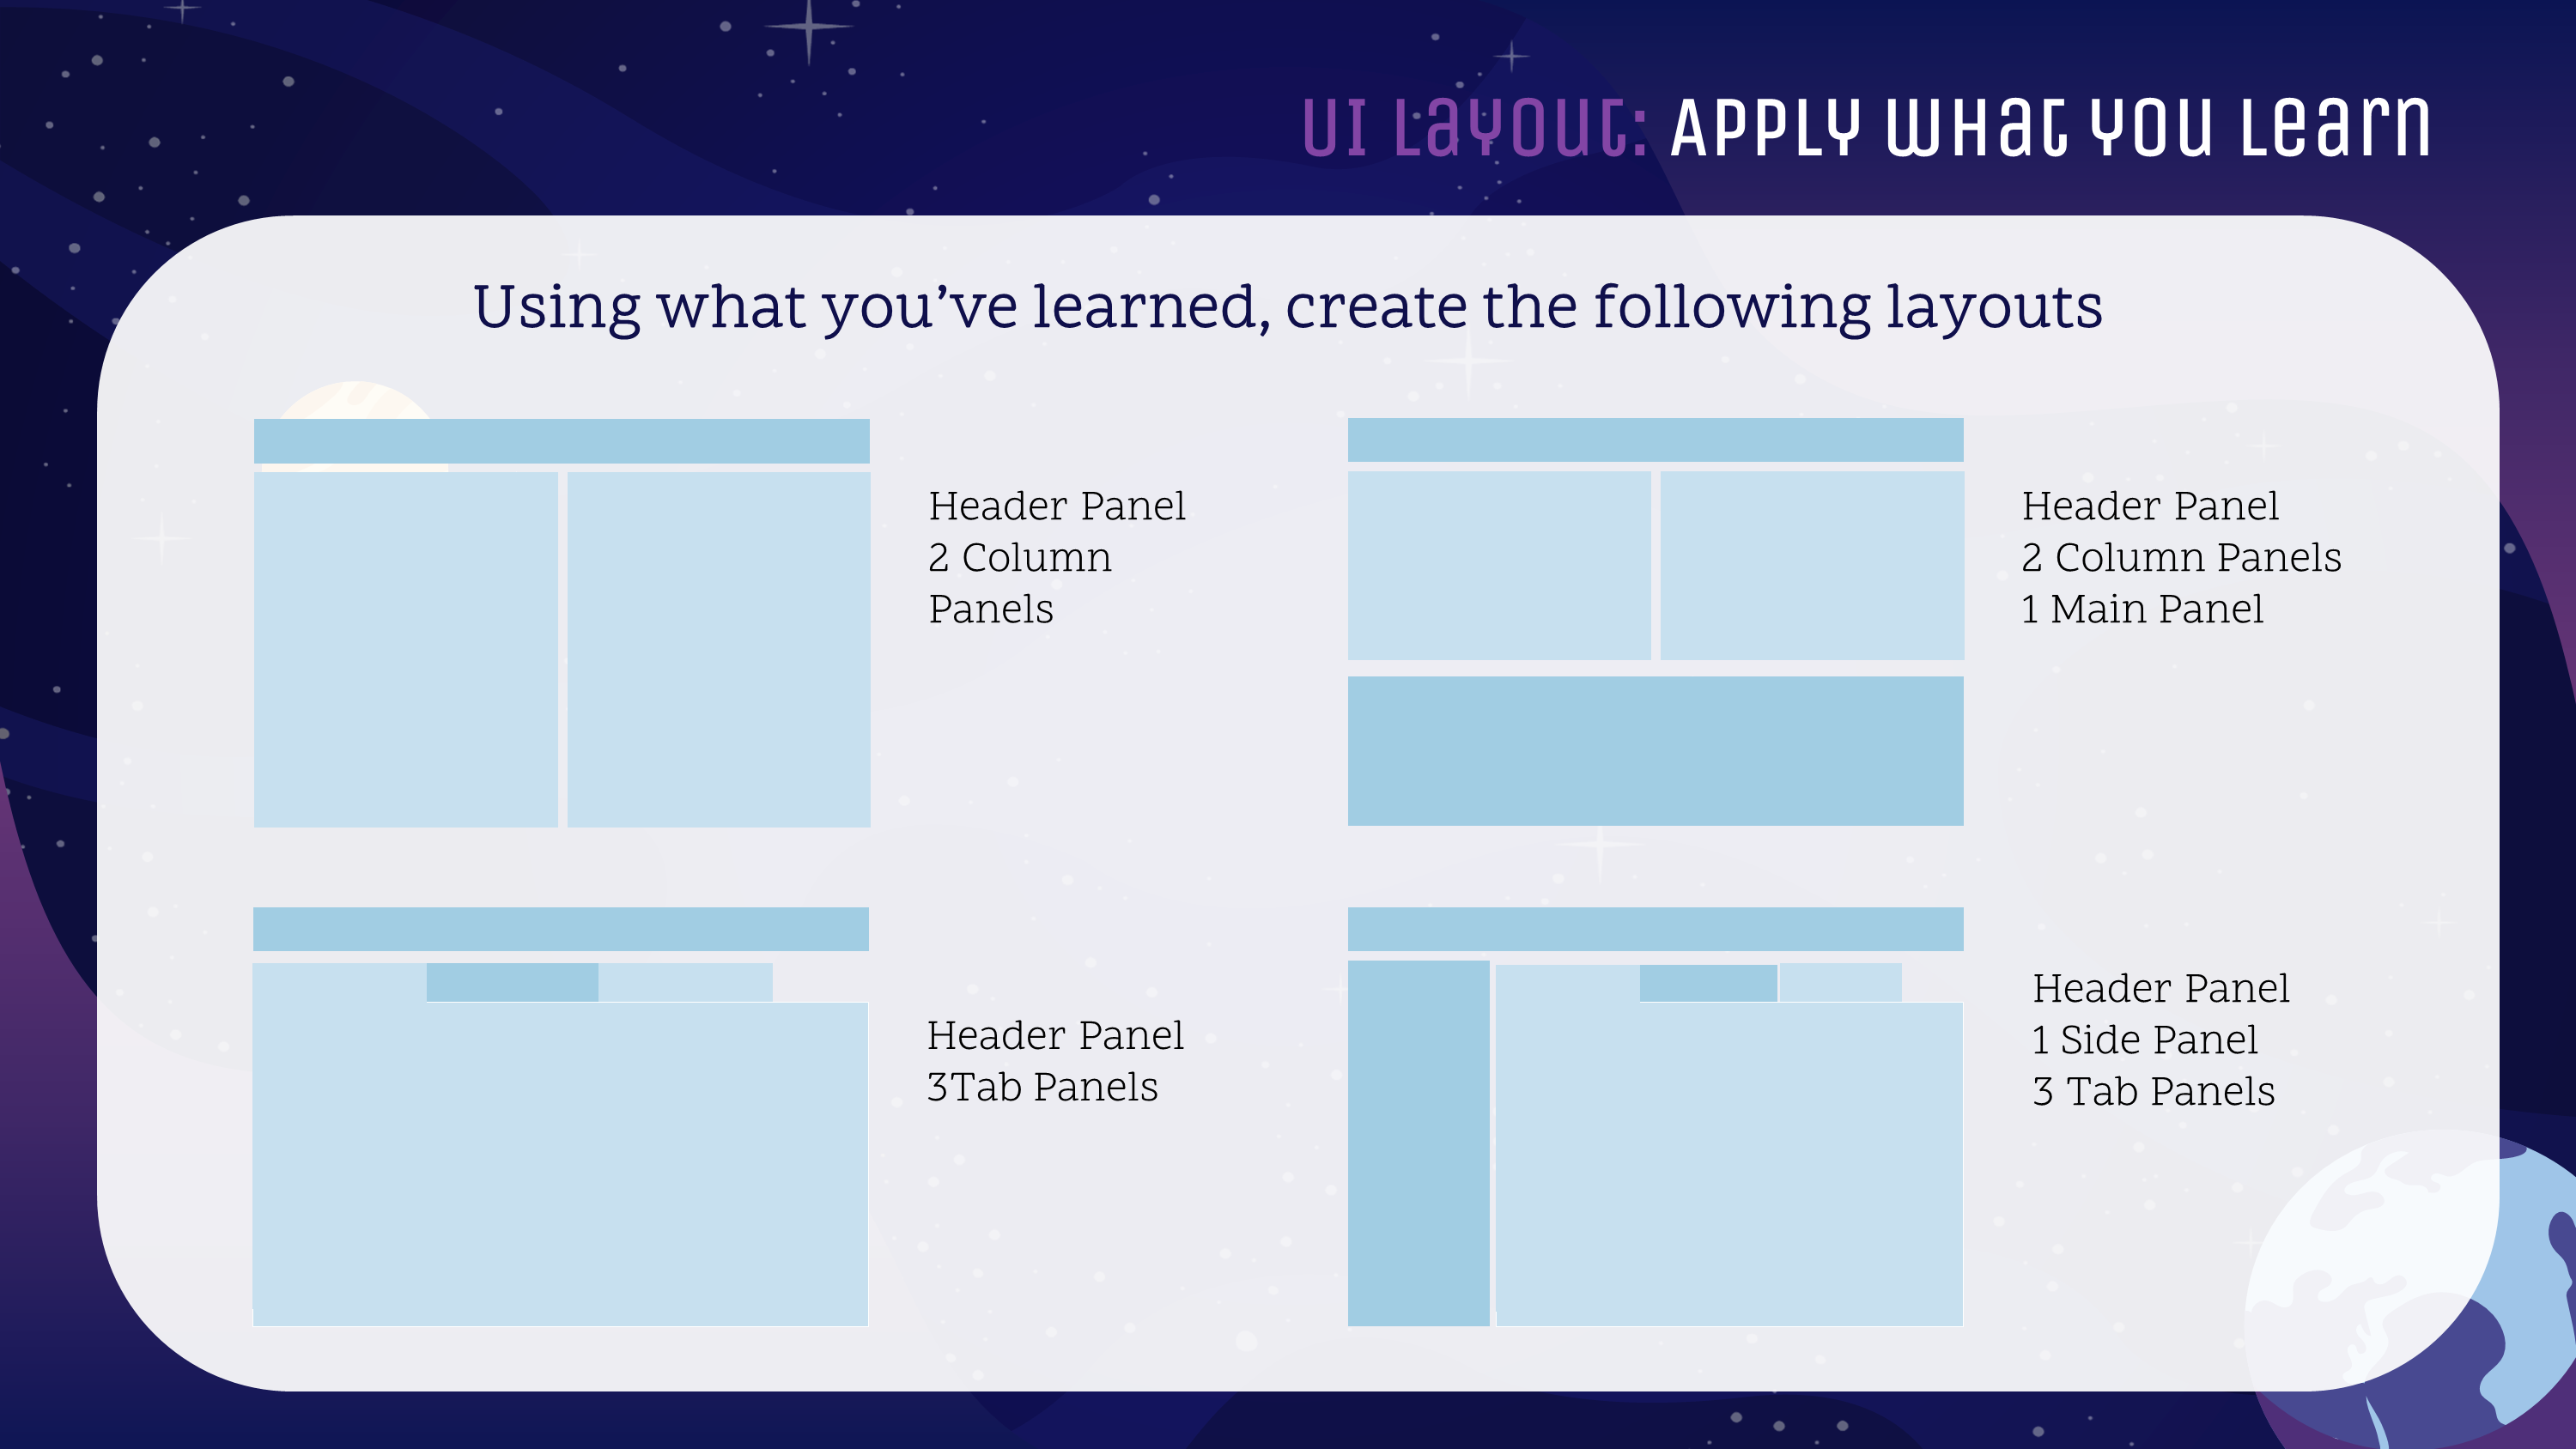 UI Layout: Apply What You Learn
Using what you’ve learned, create the following layouts
Header Panel
2 Column
Panels
Header Panel
2 Column Panels
1 Main Panel
Header Panel
3Tab Panels
Header Panel
1 Side Panel
3 Tab Panels